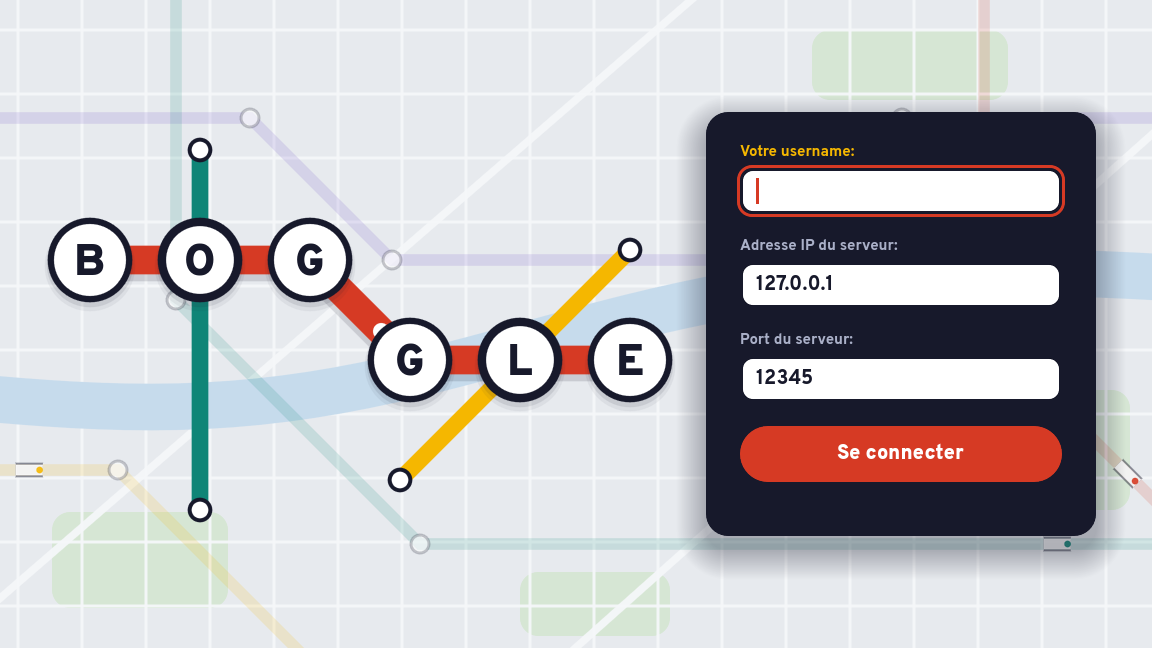 BOG
GLE
Votre username:
Adresse IP du serveur:
127.0.0.1
Port du serveur:
12345
Se connecter